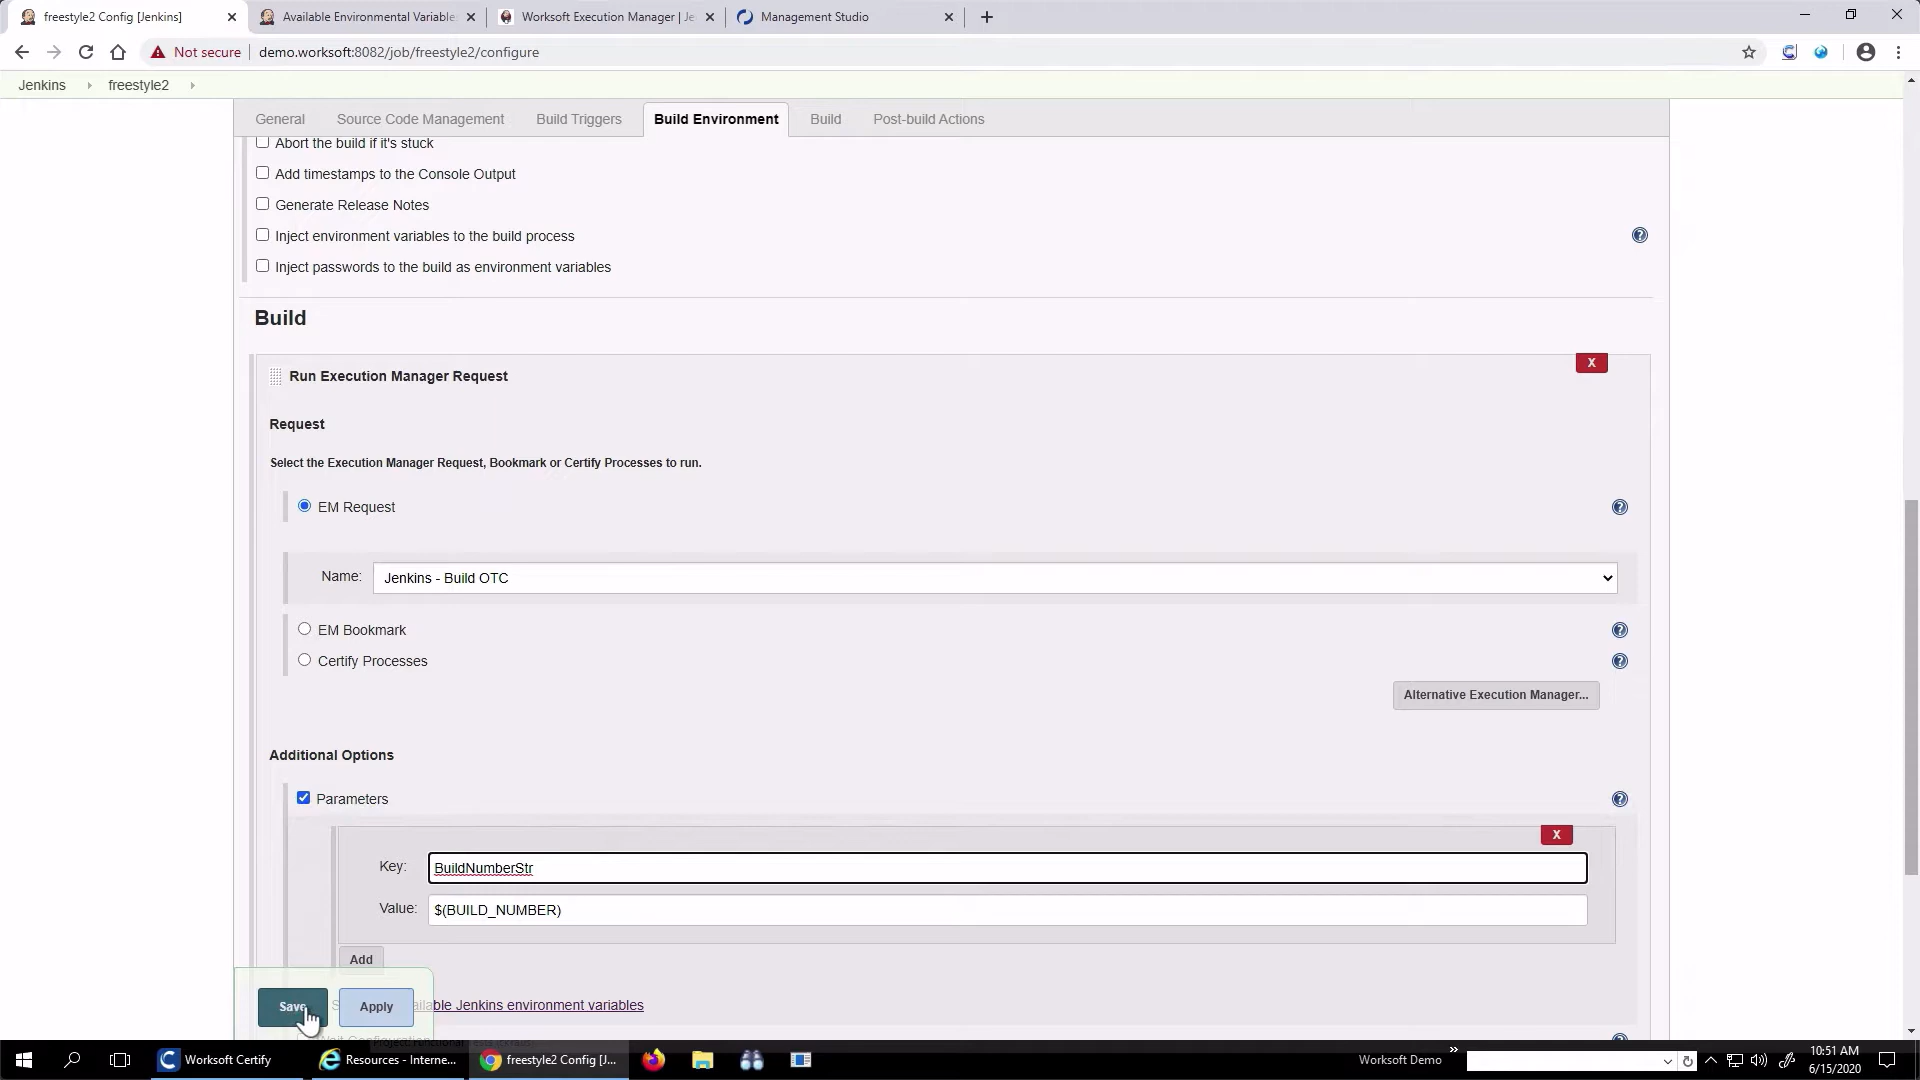 freestyle2 Config [Jenkins]
Available Environmental Variable
Worksoft Execution Manager | Je
Management Studio
Not secure
demo.worksoft:8082/job/freestyle2/configure
Jenkins
freestyle2
General
Source Code Management
Build Triggers
Build Environment
Build
Post-build Actions
Abort the build if it's stuck
Add timestamps to the Console Output
Generate Release Notes
Inject environment variables to the build process
Inject passwords to the build as environment variables
Build
X
Run Execution Manager Request
Request
Select the Execution Manager Request, Bookmark or Certify Processes to run.
EM Request
Name:
Jenkins - Build OTC
EM Bookmark
Certify Processes
Alternative Execution Manager...
Additional Options
Parameters
X
Key:
BuildNumberStr
Value:
$(BUILD_NUMBER)
Add
Save
Apply
able Jenkins environment variables
Worksoft Certify
Resources - Interne...
freestyle2 Config [J...
Worksoft Demo
10:51 AM
6/15/2020